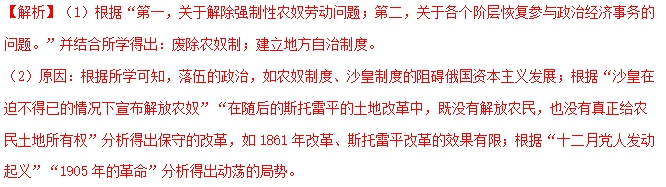 【解析】（1）根据“第一，关于解除强制性农奴劳动问题；第二，关于各个阶层恢复参与政治经济事务的
问题。”并结合所学得出：废除农奴制；建立地方自治制度。
（2）原因：根据所学可知，落伍的政治，如农奴制度、沙皇制度的阻碍俄国资本主义发展；根据“沙皇在
迫不得已的情况下宣布解放农奴”“在随后的斯托雷平的土地改革中，既没有解放农民，也没有真正给农
民土地所有权”分析得出保守的改革，如 1861 年改革、斯托雷平改革的效果有限；根据“十二月党人发动
起义”“1905 年的革命”分析得出动荡的局势。